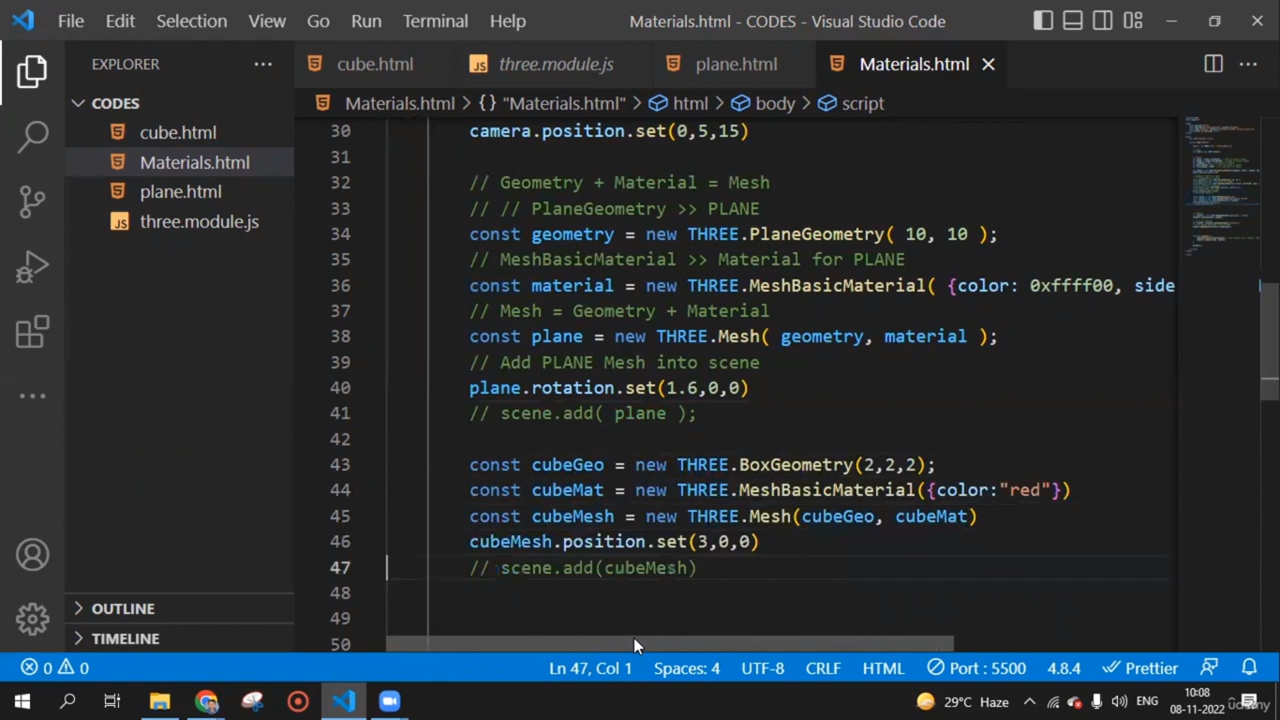 File Edit Selection View Go Run Terminal Help Materials.html - CODES - Visual Studio Code
EXPLORER
cube.html three.module.js plane.html Materials.html
CODES
Materials.html > {} "Materials.html" > html > body > script
cube.html
Materials.html
plane.html
three.module.js
30 camera.position.set(0,5,15)
31
32 // Geometry + Material = Mesh
33 // // PlaneGeometry >> PLANE
34 const geometry = new THREE.PlaneGeometry( 10, 10 );
35 // MeshBasicMaterial >> Material for PLANE
36 const material = new THREE.MeshBasicMaterial( {color: 0xffff00, side
37 // Mesh = Geometry + Material
38 const plane = new THREE.Mesh( geometry, material );
39 // Add PLANE Mesh into scene
40 plane.rotation.set(1.6,0,0)
41 // scene.add( plane );
42
43 const cubeGeo = new THREE.BoxGeometry(2,2,2);
44 const cubeMat = new THREE.MeshBasicMaterial({color:"red"})
45 const cubeMesh = new THREE.Mesh(cubeGeo, cubeMat)
46 cubeMesh.position.set(3,0,0)
47 // scene.add(cubeMesh)
48
49
50
OUTLINE
TIMELINE
0 0 Ln 47, Col 1 Spaces: 4 UTF-8 CRLF HTML Port : 5500 4.8.4 Prettier
29°C Haze ENG 10:08
08-11-2022
Udemy